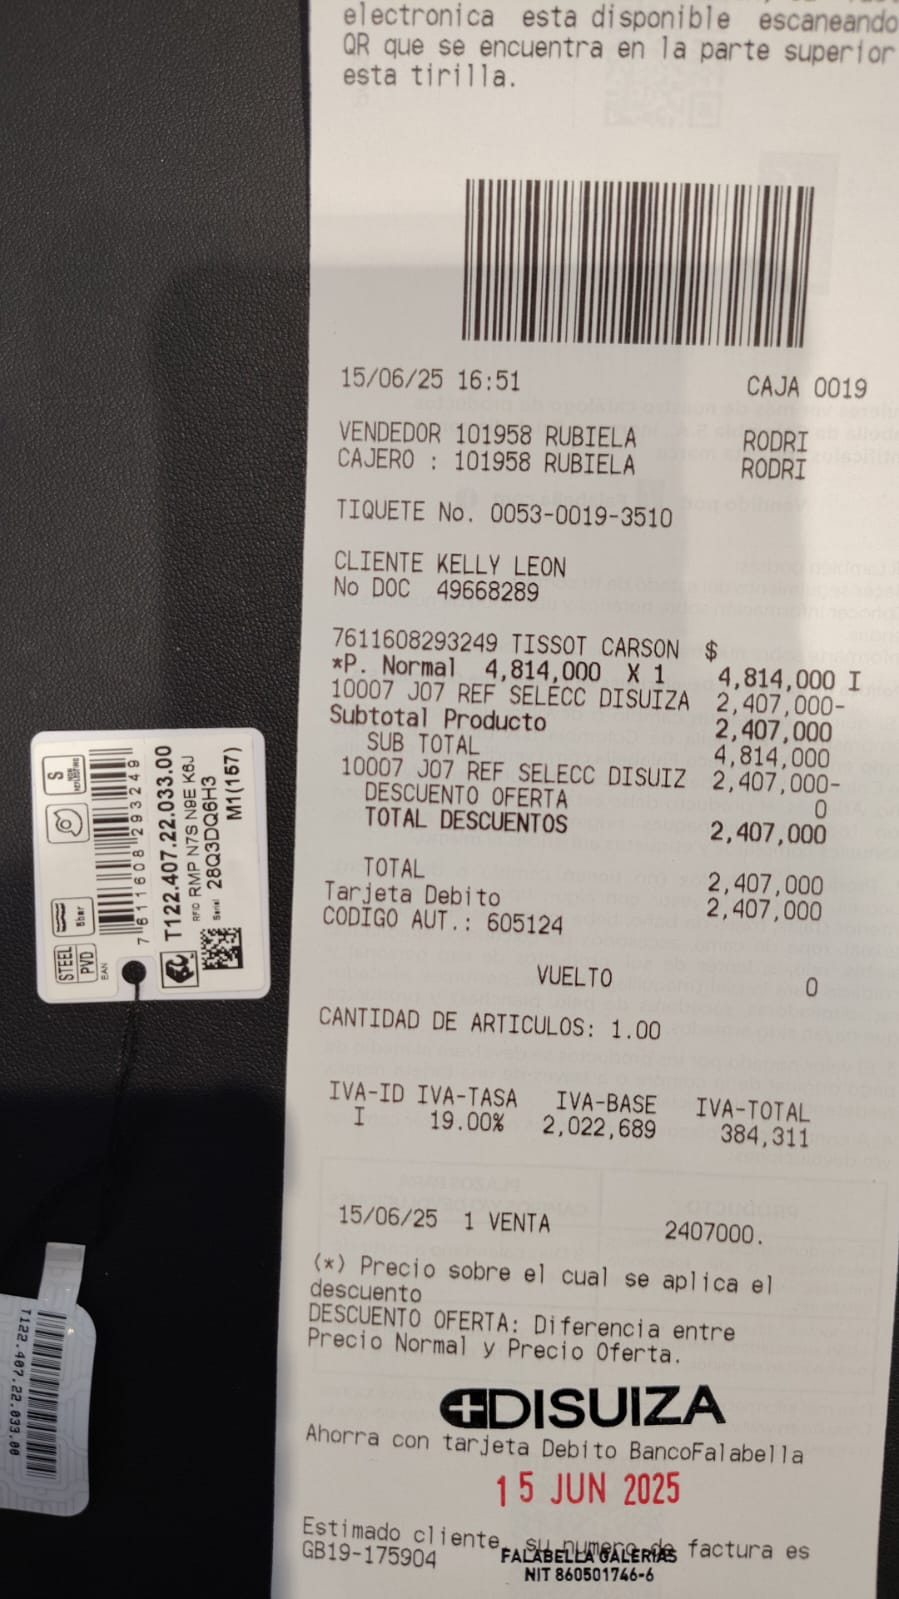 electronica esta disponible escaneando
QR que se encuentra en la parte superior
esta tirilla.
15/06/25 16:51 CAJA 0019
VENDEDOR 101958 RUBIELA RODRI
CAJERO : 101958 RUBIELA RODRI
TIQUETE No. 0053-0019-3510
CLIENTE KELLY LEON
No DOC 49668289
7611608293249 TISSOT CARSON $
*P. Normal 4,814,000 X 1 4,814,000 I
10007 J07 REF SELECC DISUIZA 2,407,000-
Subtotal Producto 2,407,000
SUB TOTAL 4,814,000
10007 J07 REF SELECC DISUIZ 2,407,000-
DESCUENTO OFERTA 0
TOTAL DESCUENTOS 2,407,000
TOTAL 2,407,000
Tarjeta Debito 2,407,000
CODIGO AUT.: 605124
VUELTO 0
CANTIDAD DE ARTICULOS: 1.00
IVA-ID IVA-TASA IVA-BASE IVA-TOTAL
I 19.00% 2,022,689 384,311
15/06/25 1 VENTA 2407000.
(*) Precio sobre el cual se aplica el
descuento
DESCUENTO OFERTA: Diferencia entre
Precio Normal y Precio Oferta.
DISUIZA
Ahorra con tarjeta Debito BancoFalabella
15 JUN 2025
Estimado cliente, su numero de factura es
GB19-175904
FALABELLA GALERIAS
NIT 860501746-6
STEEL
PVD
5bar
S
EAN
7 611608 293249
T122.407.22.033.00
RFID RMP N7S N9E K6J
Serial 28Q3DQ6H3
M1(157)
T122.407.22.033.00